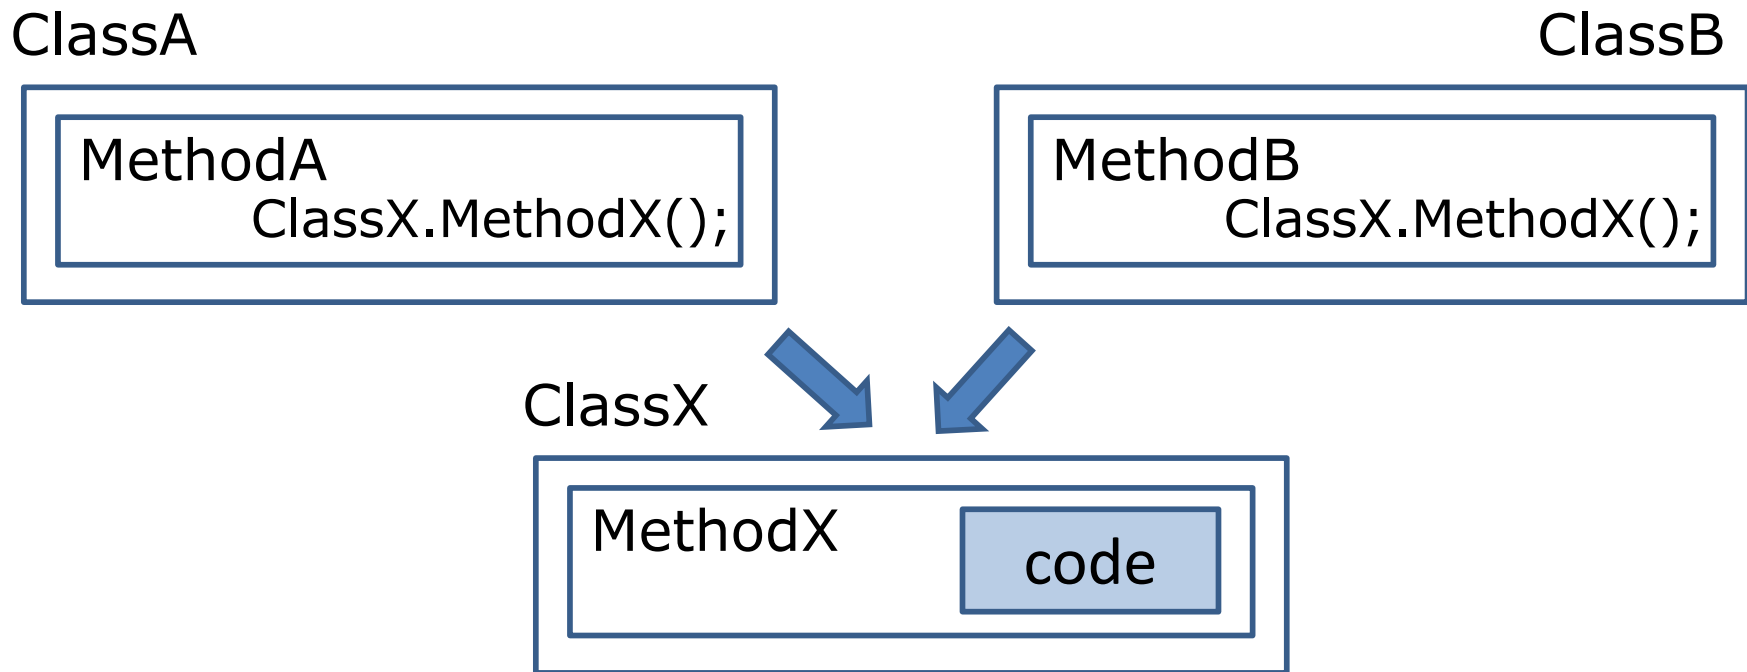 ClassA
MethodA
ClassX.MethodX();
ClassB
MethodB
ClassX.MethodX();
ClassX
MethodX
code